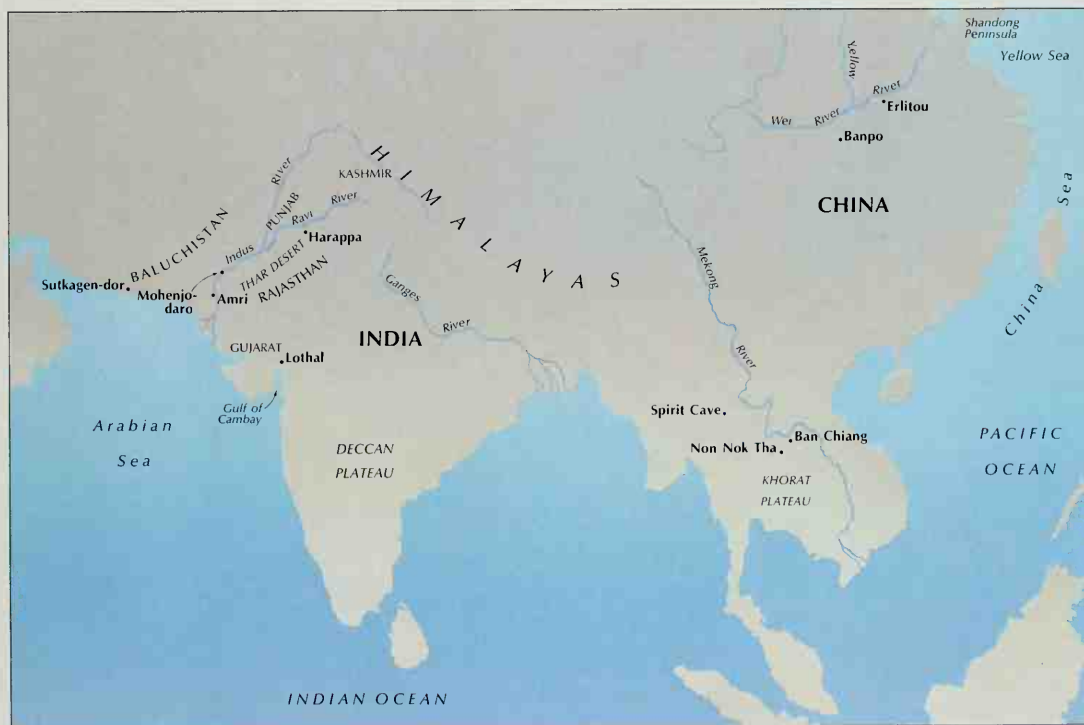 Shandong
Peninsula
Yellow Sea
Yellow
River
Erlitou
Wei River
Banpo
CHINA
China Sea
HIMALAYAS
KASHMIR
River
PUNJAB
Ravi River
Harappa
Indus
THAR DESERT
RAJASTHAN
BALUCHISTAN
Sutkagen-dor
Mohenjo-
daro
Amri
Ganges
River
INDIA
GUJARAT
Lothal
Gulf of
Cambay
Arabian
Sea
DECCAN
PLATEAU
Mekong
River
Spirit Cave
Ban Chiang
Non Nok Tha
KHORAT
PLATEAU
PACIFIC
OCEAN
INDIAN OCEAN